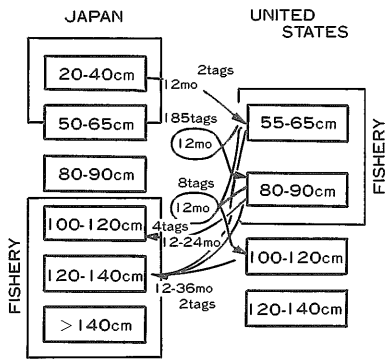 JAPAN
UNITED
STATES
20-40cm
2tags
12mo
50-65cm
185tags
55-65cm
12mo
80-90cm
8tags
80-90cm
12mo
FISHERY
100-120cm
4tags
12-24mo
100-120cm
120-140cm
12-36mo
2tags
120-140cm
FISHERY
>140cm